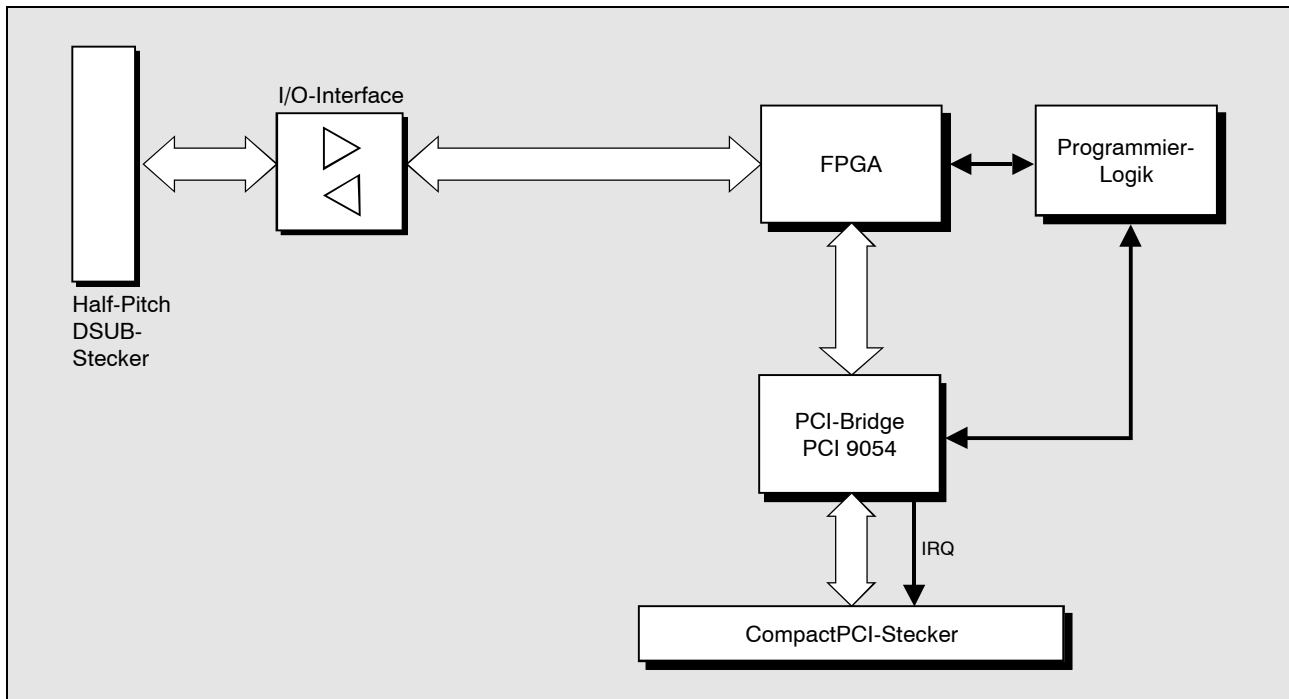 I/O-Interface
FPGA
Programmier-
Logik
Half-Pitch
DSUB-
Stecker
PCI-Bridge
PCI 9054
IRQ
CompactPCI-Stecker